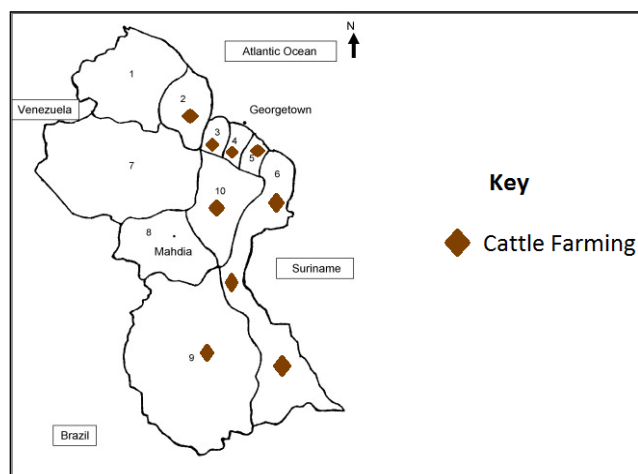 N
Atlantic Ocean
1
Venezuela
2
Georgetown
3
4
5
6
7
Key
10
Cattle Farming
8
Mahdia
Suriname
9
Brazil